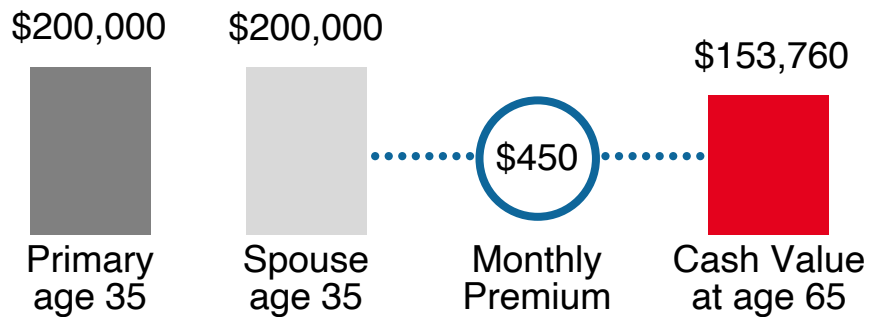 $200,000
$200,000
$153,760
$450
Primary
age 35
Spouse
age 35
Monthly
Premium
Cash Value
at age 65